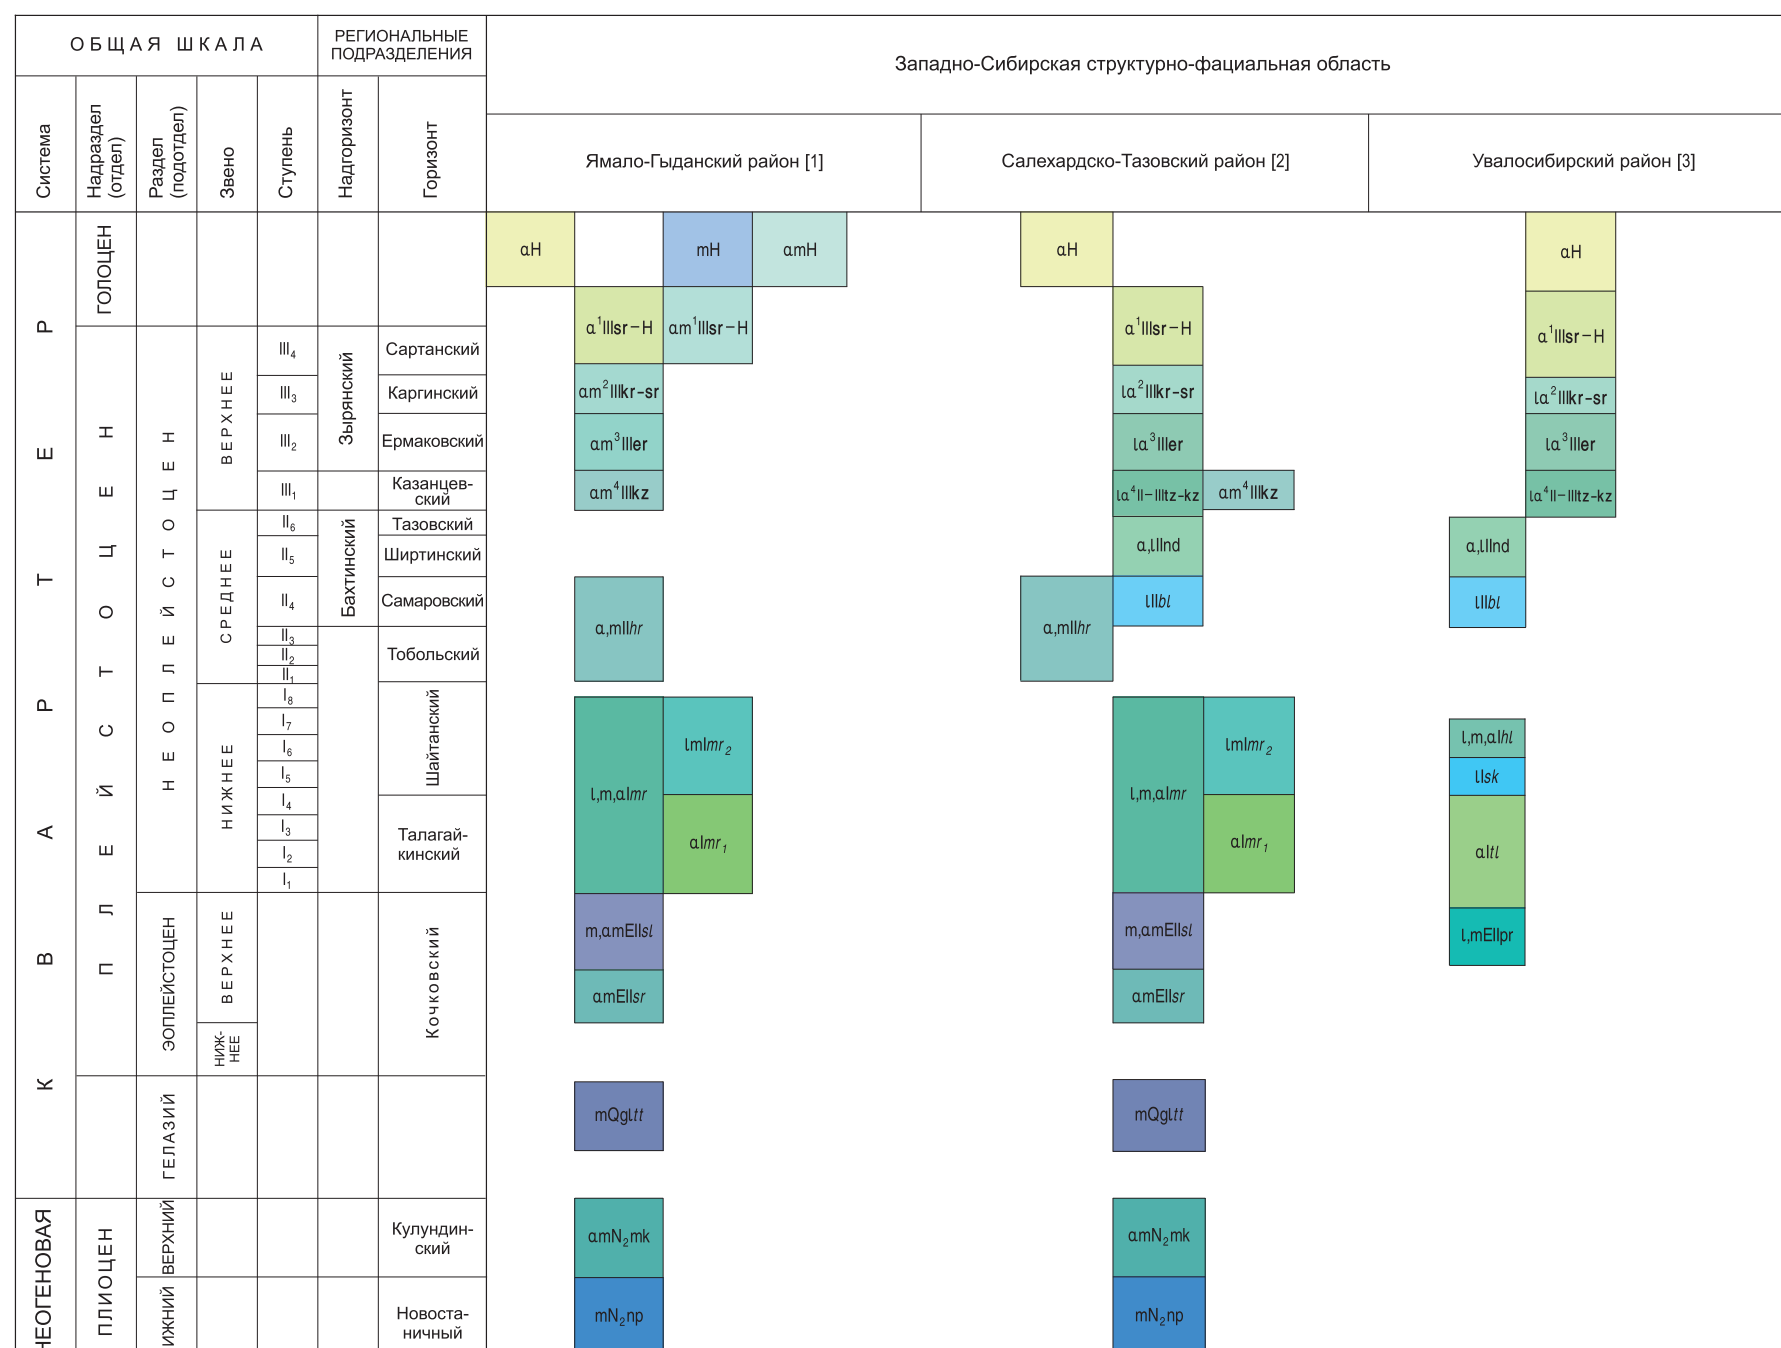 ОБЩАЯ ШКАЛА
РЕГИОНАЛЬНЫЕ
ПОДРАЗДЕЛЕНИЯ
Западно-Сибирская структурно-фациальная область
Система
Надраздел
(отдел)
Раздел
(подотдел)
Звено
Ступень
Надгоризонт
Горизонт
Ямало-Гыданский район [1]
Салехардско-Тазовский район [2]
Увалосибирский район [3]
КВАРТЕР
ГОЛОЦЕН
ПЛЕЙСТОЦЕН
НЕОПЛЕЙСТОЦЕН
ВЕРХНЕЕ
СРЕДНЕЕ
НИЖНЕЕ
III₄
III₃
III₂
III₁
II₆
II₅
II₄
II₃
II₂
II₁
I₈
I₇
I₆
I₅
I₄
I₃
I₂
I₁
Зырянский
Бахтинский
Сартанский
Каргинский
Ермаковский
Казанцев-
ский
Тазовский
Ширтинский
Самаровский
Тобольский
Шайтанский
Талагай-
кинский
ЭОПЛЕЙСТОЦЕН
ВЕРХНЕЕ
НИЖ-
НЕЕ
Кочковский
ГЕЛАЗИЙ
НЕОГЕНОВАЯ
ПЛИОЦЕН
ВЕРХНИЙ
ИЖНИЙ
Кулундин-
ский
Новоста-
ничный
aH
mH
amH
a¹IIIsr–H
am¹IIIsr–H
am²IIIkr-sr
am³IIIer
am⁴IIIkz
a,mIIhr
l,m,aImr
lmImr₂
aImr₁
m,amEIIsl
amEIIsr
mQgltt
amN₂mk
mN₂np
aH
a¹IIIsr–H
la²IIIkr-sr
la³IIIer
la⁴II–IIItz-kz
am⁴IIIkz
a,lIInd
lIIbl
a,mIIhr
l,m,aImr
lmImr₂
aImr₁
m,amEIIsl
amEIIsr
mQgltt
amN₂mk
mN₂np
aH
a¹IIIsr–H
la²IIIkr-sr
la³IIIer
la⁴II–IIItz-kz
a,lIInd
lIIbl
l,m,aIhl
lIsk
aItl
l,mEIIpr